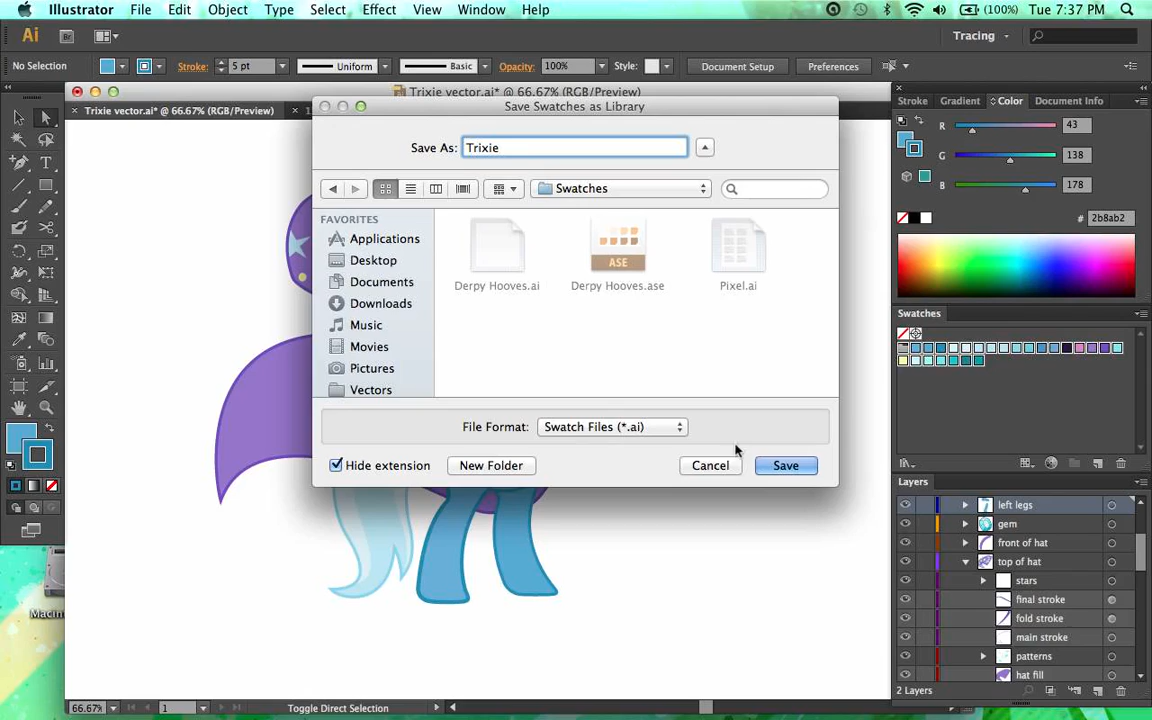 Illustrator File Edit Object Type Select Effect View Window Help (100%) Tue 7:37 PM
Ai Br Tracing
No Selection Stroke: 5 pt Uniform Basic Opacity: 100% Style: Document Setup Preferences
Trixie vector.ai* @ 66.67% (RGB/Preview)
Trixie vector.ai* @ 66.67% (RGB/Preview)
Save Swatches as Library
Save As: Trixie
Swatches
FAVORITES
Applications
Desktop
Documents
Downloads
Music
Movies
Pictures
Vectors
Derpy Hooves.ai
ASE
Derpy Hooves.ase
Pixel.ai
File Format: Swatch Files (*.ai)
Hide extension New Folder Cancel Save
Stroke Gradient Color Document Info
R 43
G 138
B 178
# 2b8ab2
Swatches
Layers
left legs
gem
front of hat
top of hat
stars
final stroke
fold stroke
main stroke
patterns
hat fill
2 Layers
66.67% 1 Toggle Direct Selection